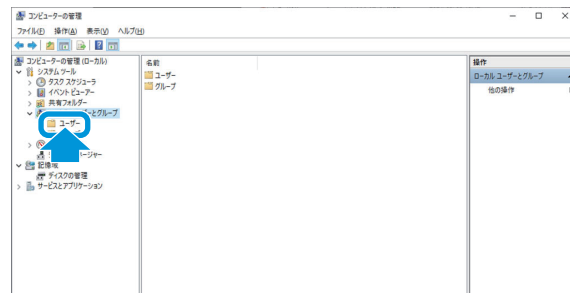 コンピューターの管理
ファイル(F) 操作(A) 表示(V) ヘルプ(H)
コンピューターの管理 (ローカル)
システム ツール
タスク スケジューラ
イベント ビューアー
共有フォルダー
ーとグループ
ユーザー
ージャー
記憶域
ディスクの管理
サービスとアプリケーション
名前
ユーザー
グループ
操作
ローカル ユーザーとグループ
他の操作